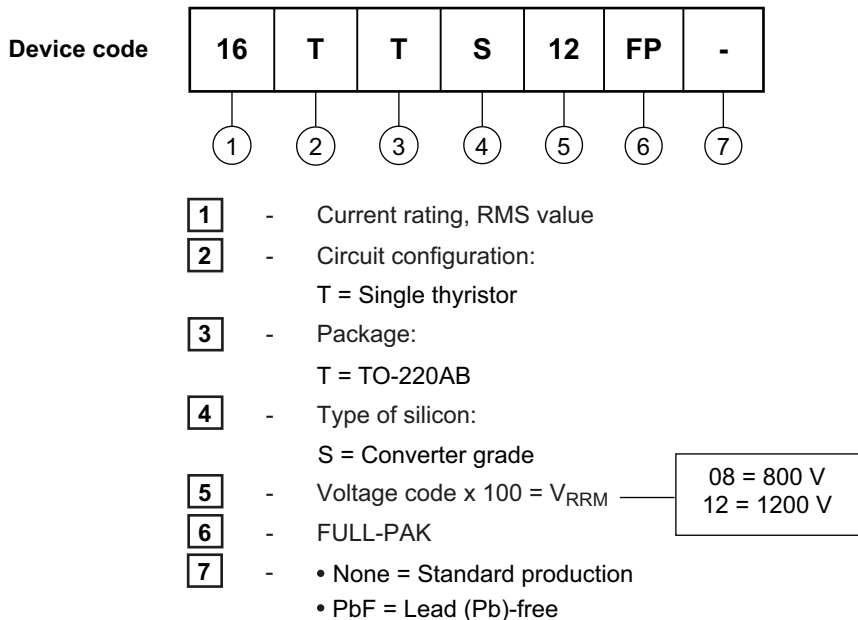 Device code 16 T T S 12 FP -
1 2 3 4 5 6 7
1 - Current rating, RMS value
2 - Circuit configuration:
T = Single thyristor
3 - Package:
T = TO-220AB
4 - Type of silicon:
S = Converter grade
5 - Voltage code x 100 = VRRM
08 = 800 V
12 = 1200 V
6 - FULL-PAK
7 - • None = Standard production
• PbF = Lead (Pb)-free